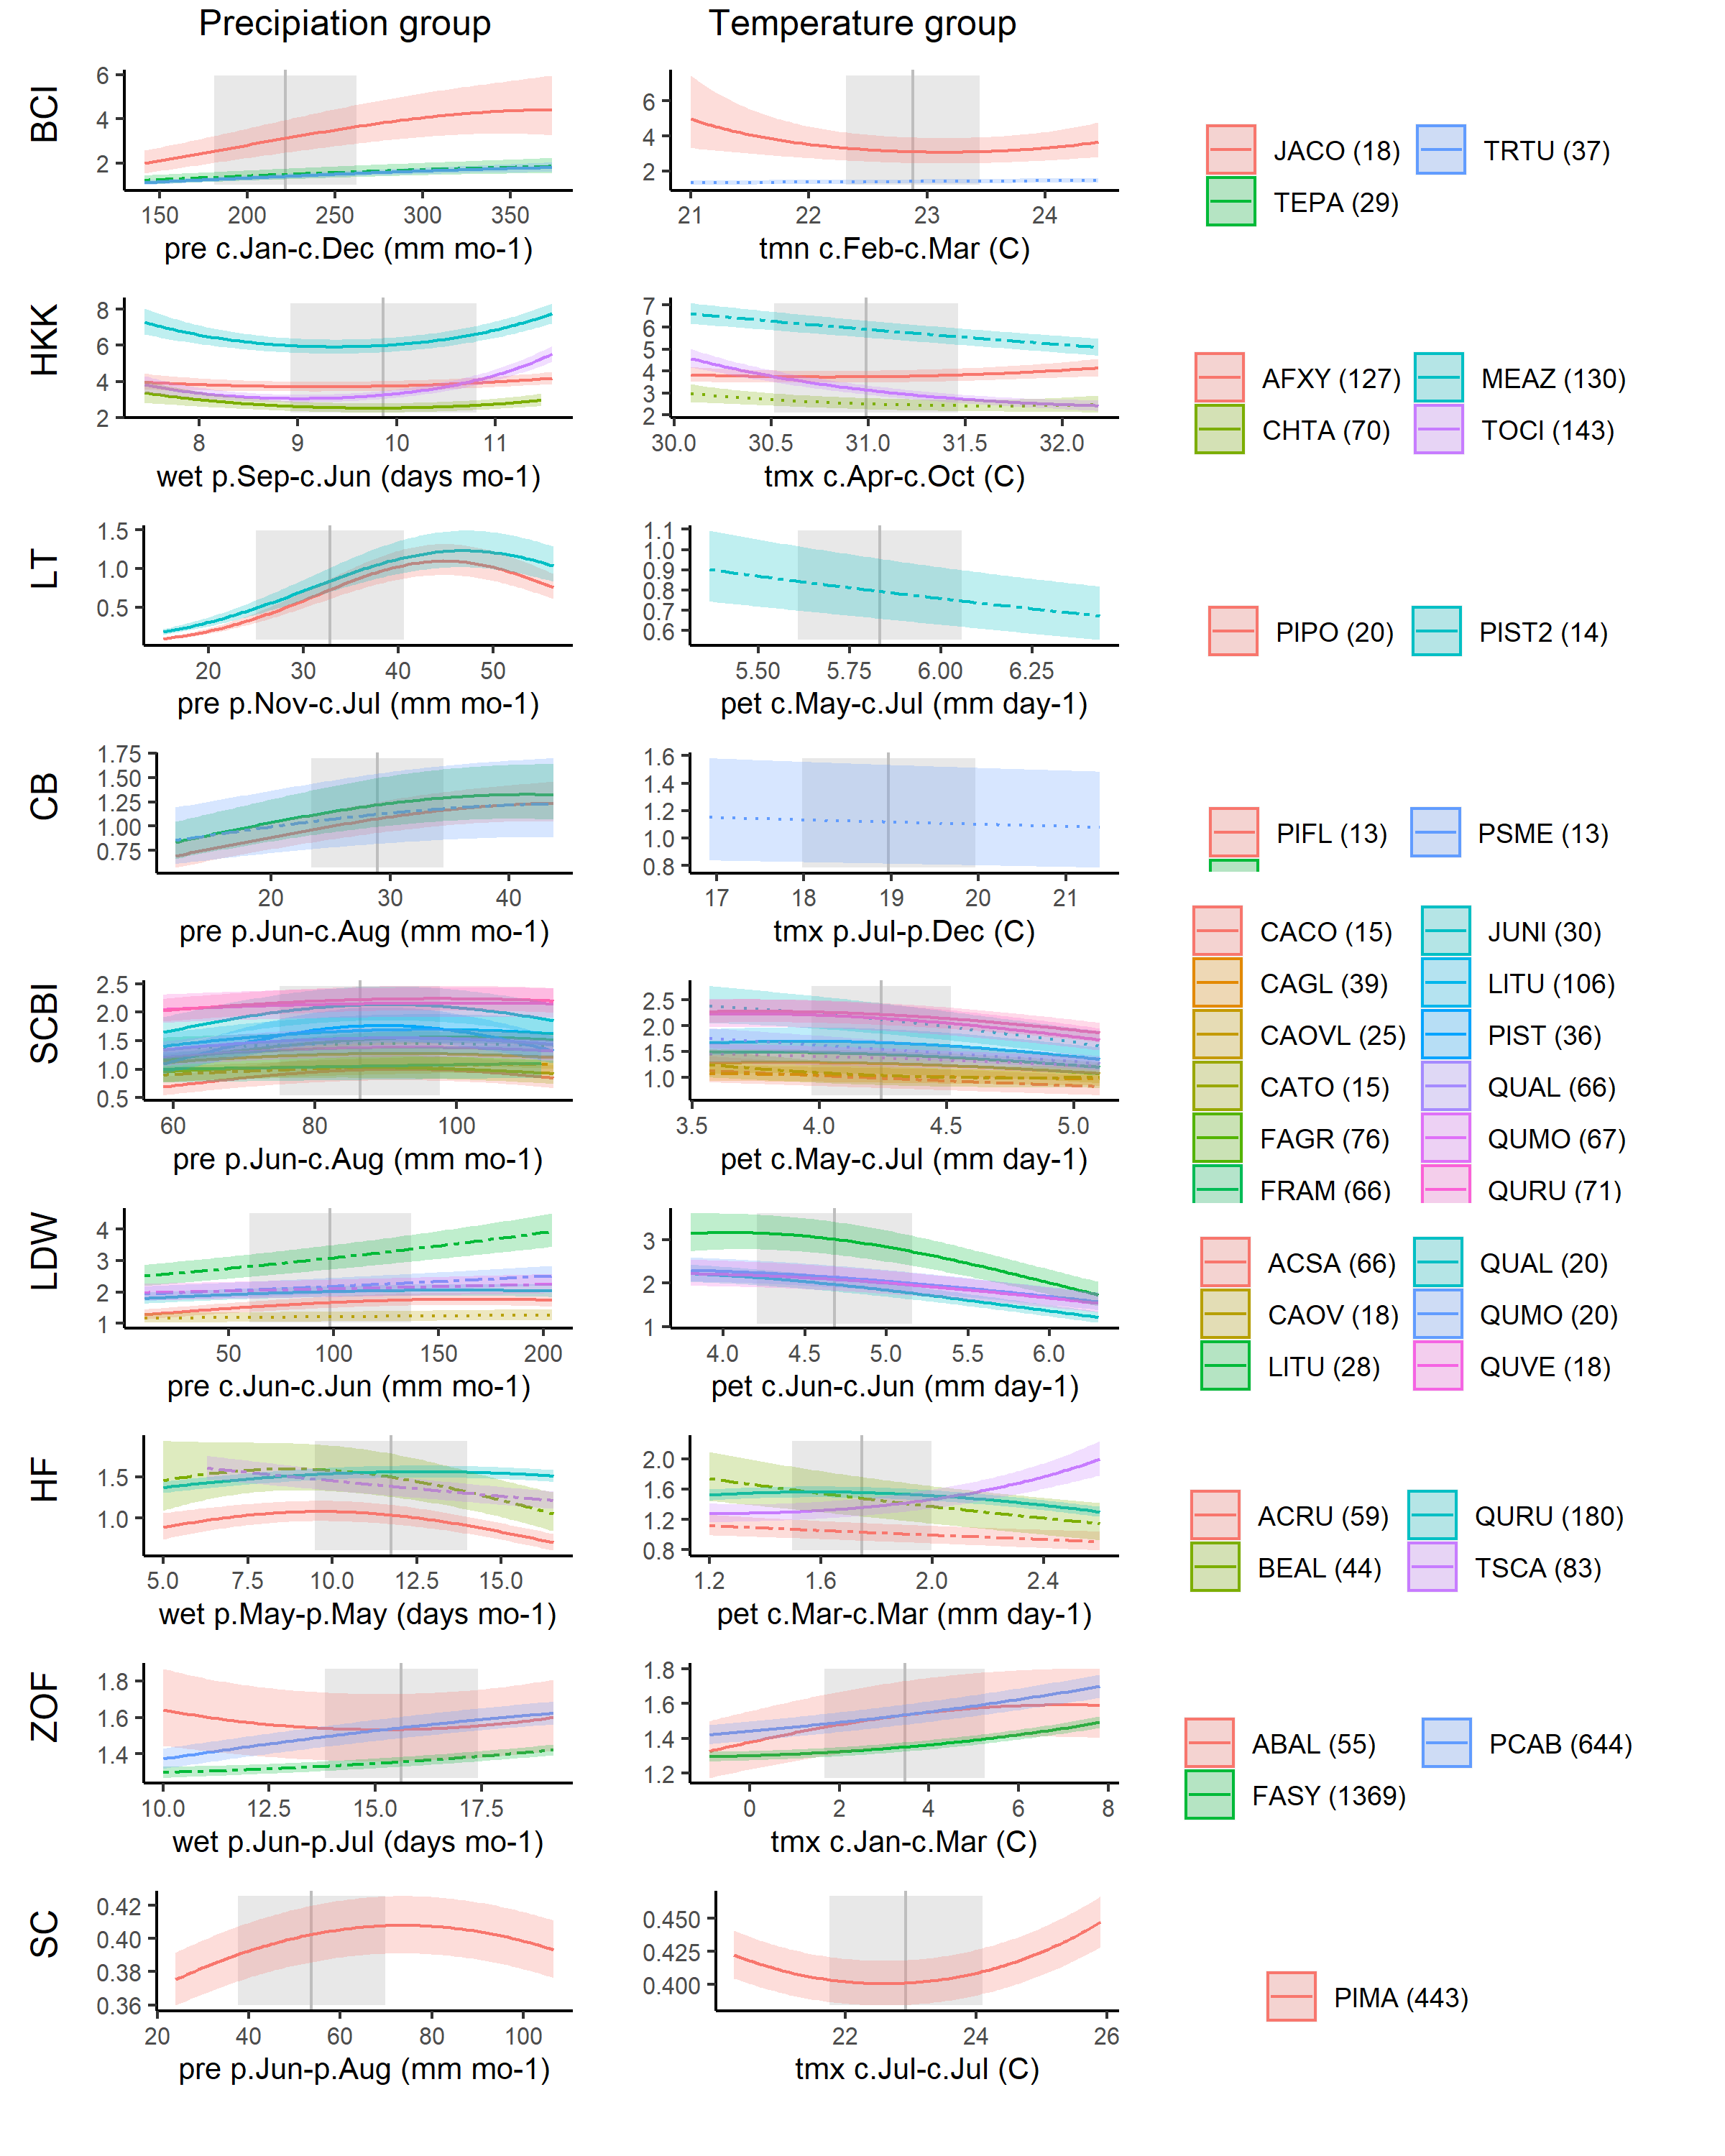 Precipiation group
Temperature group
BCI
6
4
2
150 200 250 300 350
pre c.Jan-c.Dec (mm mo-1)
6
4
2
21 22 23 24
tmn c.Feb-c.Mar (C)
JACO (18) TRTU (37)
TEPA (29)
HKK
8
6
4
2
8 9 10 11
wet p.Sep-c.Jun (days mo-1)
7
6
5
4
3
2
30.0 30.5 31.0 31.5 32.0
tmx c.Apr-c.Oct (C)
AFXY (127) MEAZ (130)
CHTA (70) TOCI (143)
LT
1.5
1.0
0.5
20 30 40 50
pre p.Nov-c.Jul (mm mo-1)
1.1
1.0
0.9
0.8
0.7
0.6
5.50 5.75 6.00 6.25
pet c.May-c.Jul (mm day-1)
PIPO (20) PIST2 (14)
CB
1.75
1.50
1.25
1.00
0.75
20 30 40
pre p.Jun-c.Aug (mm mo-1)
1.6
1.4
1.2
1.0
0.8
17 18 19 20 21
tmx p.Jul-p.Dec (C)
PIFL (13) PSME (13)
SCBI
2.5
2.0
1.5
1.0
0.5
60 80 100
pre p.Jun-c.Aug (mm mo-1)
2.5
2.0
1.5
1.0
3.5 4.0 4.5 5.0
pet c.May-c.Jul (mm day-1)
CACO (15) JUNI (30)
CAGL (39) LITU (106)
CAOVL (25) PIST (36)
CATO (15) QUAL (66)
FAGR (76) QUMO (67)
FRAM (66) QURU (71)
LDW
4
3
2
1
50 100 150 200
pre c.Jun-c.Jun (mm mo-1)
3
2
1
4.0 4.5 5.0 5.5 6.0
pet c.Jun-c.Jun (mm day-1)
ACSA (66) QUAL (20)
CAOV (18) QUMO (20)
LITU (28) QUVE (18)
HF
1.5
1.0
5.0 7.5 10.0 12.5 15.0
wet p.May-p.May (days mo-1)
2.0
1.6
1.2
0.8
1.2 1.6 2.0 2.4
pet c.Mar-c.Mar (mm day-1)
ACRU (59) QURU (180)
BEAL (44) TSCA (83)
ZOF
1.8
1.6
1.4
10.0 12.5 15.0 17.5
wet p.Jun-p.Jul (days mo-1)
1.8
1.6
1.4
1.2
0 2 4 6 8
tmx c.Jan-c.Mar (C)
ABAL (55) PCAB (644)
FASY (1369)
SC
0.42
0.40
0.38
0.36
20 40 60 80 100
pre p.Jun-p.Aug (mm mo-1)
0.450
0.425
0.400
22 24 26
tmx c.Jul-c.Jul (C)
PIMA (443)